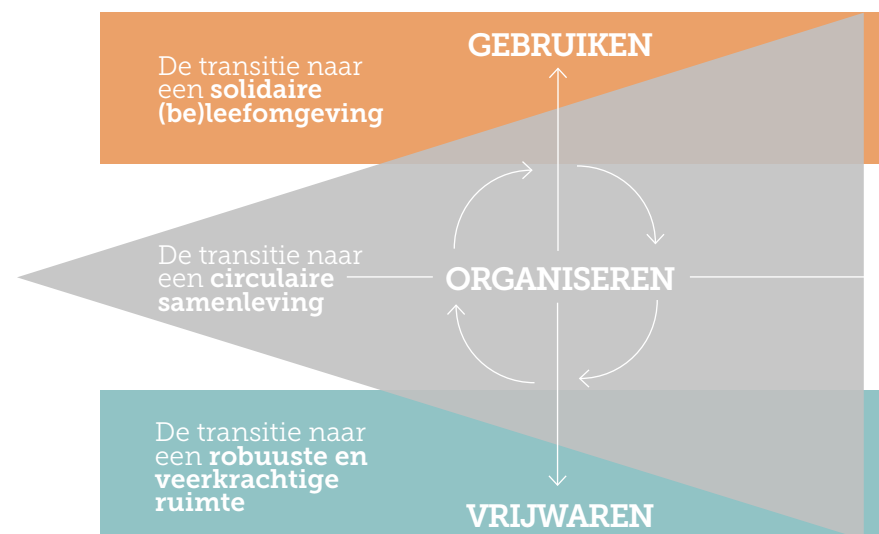 De transitie naar
een solidaire
(be)leefomgeving
GEBRUIKEN
De transitie naar
een circulaire
samenleving
ORGANISEREN
De transitie naar
een robuuste en
veerkrachtige
ruimte
VRIJWAREN